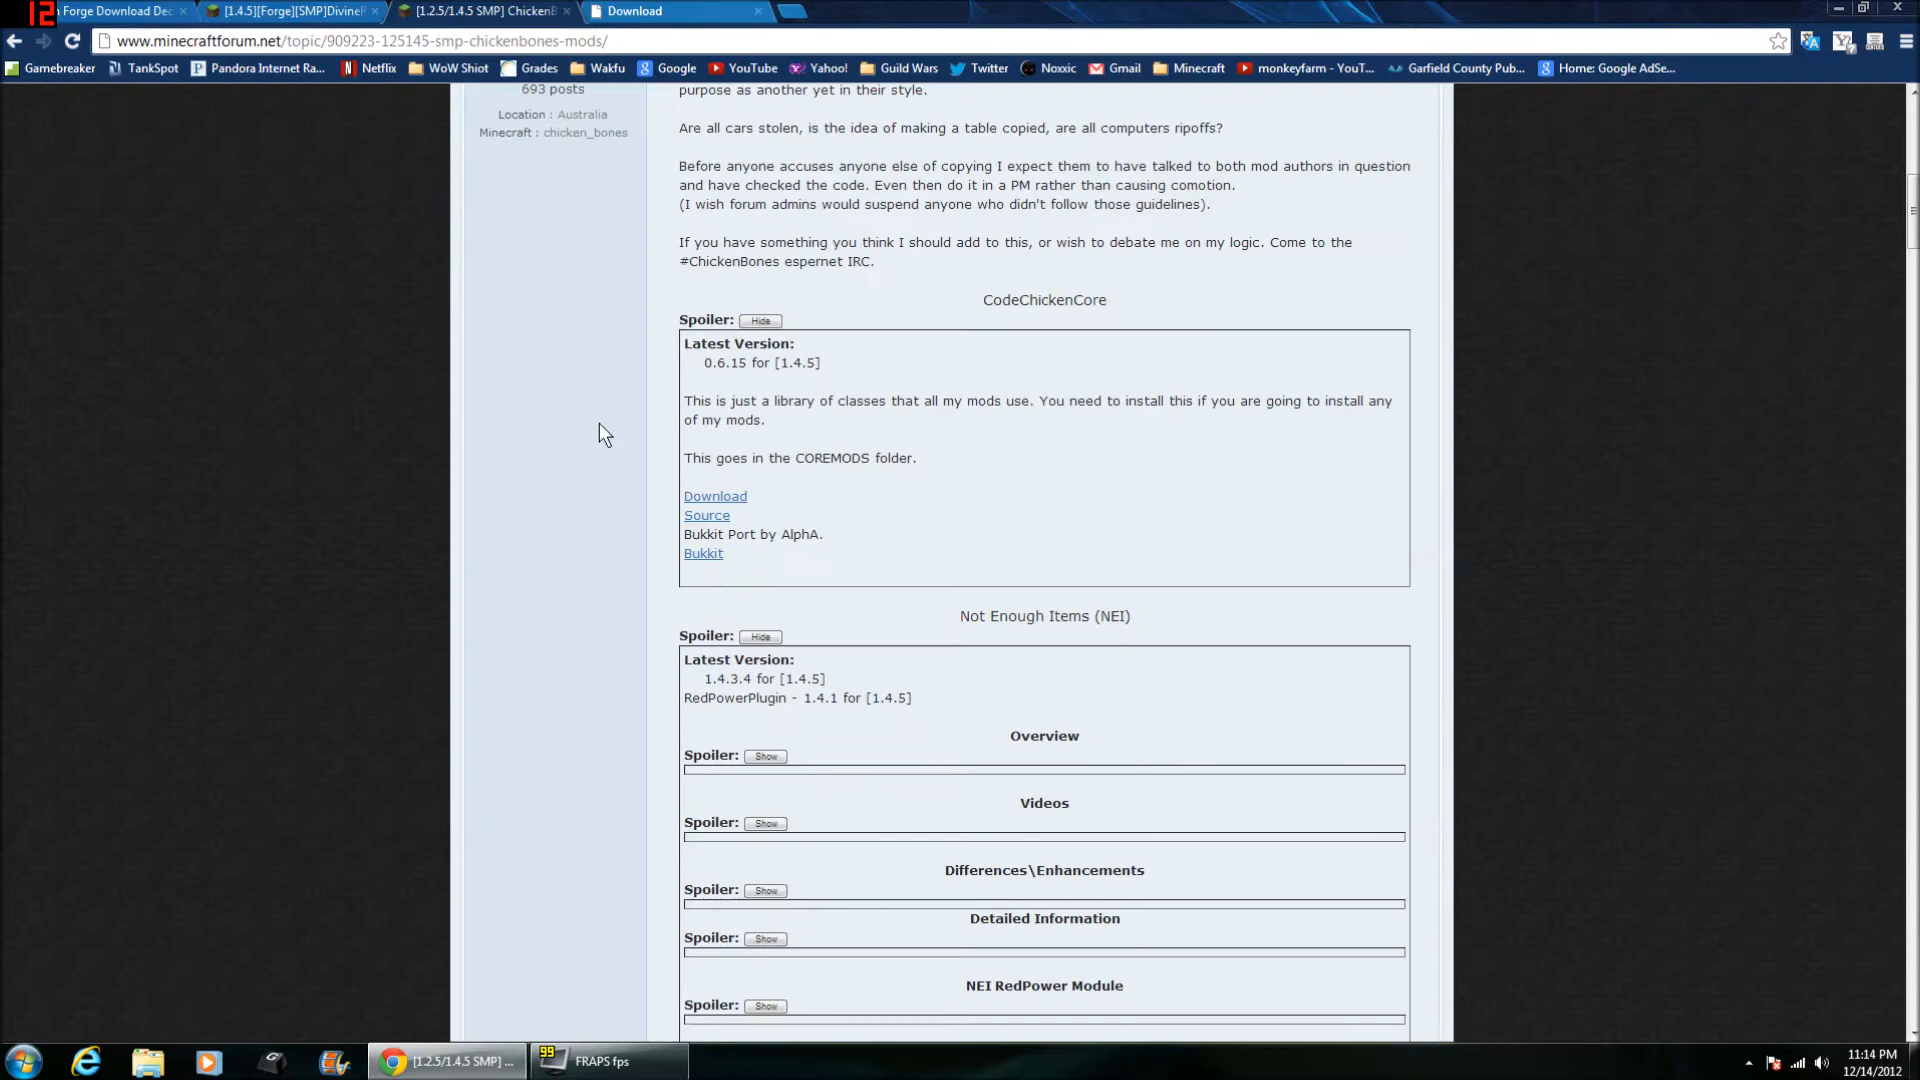 12
n Forge Download Dec
[1.4.5][Forge][SMP]DivineR
[1.2.5/1.4.5 SMP] ChickenB
Download
www.minecraftforum.net/topic/909223-125145-smp-chickenbones-mods/
Gamebreaker
TankSpot
Pandora Internet Ra...
Netflix
WoW Shiot
Grades
Wakfu
Google
YouTube
Yahoo!
Guild Wars
Twitter
Noxxic
Gmail
Minecraft
monkeyfarm - YouT...
Garfield County Pub...
Home: Google AdSe...
693 posts
Location : Australia
Minecraft : chicken_bones
purpose as another yet in their style.
Are all cars stolen, is the idea of making a table copied, are all computers ripoffs?
Before anyone accuses anyone else of copying I expect them to have talked to both mod authors in question
and have checked the code. Even then do it in a PM rather than causing comotion.
(I wish forum admins would suspend anyone who didn't follow those guidelines).
If you have something you think I should add to this, or wish to debate me on my logic. Come to the
#ChickenBones espernet IRC.
CodeChickenCore
Spoiler: Hide
Latest Version:
0.6.15 for [1.4.5]
This is just a library of classes that all my mods use. You need to install this if you are going to install any
of my mods.
This goes in the COREMODS folder.
Download
Source
Bukkit Port by AlphA.
Bukkit
Not Enough Items (NEI)
Spoiler: Hide
Latest Version:
1.4.3.4 for [1.4.5]
RedPowerPlugin - 1.4.1 for [1.4.5]
Overview
Spoiler: Show
Videos
Spoiler: Show
Differences\Enhancements
Spoiler: Show
Detailed Information
Spoiler: Show
NEI RedPower Module
Spoiler: Show
[1.2.5/1.4.5 SMP] ...
99
FRAPS fps
11:14 PM
12/14/2012